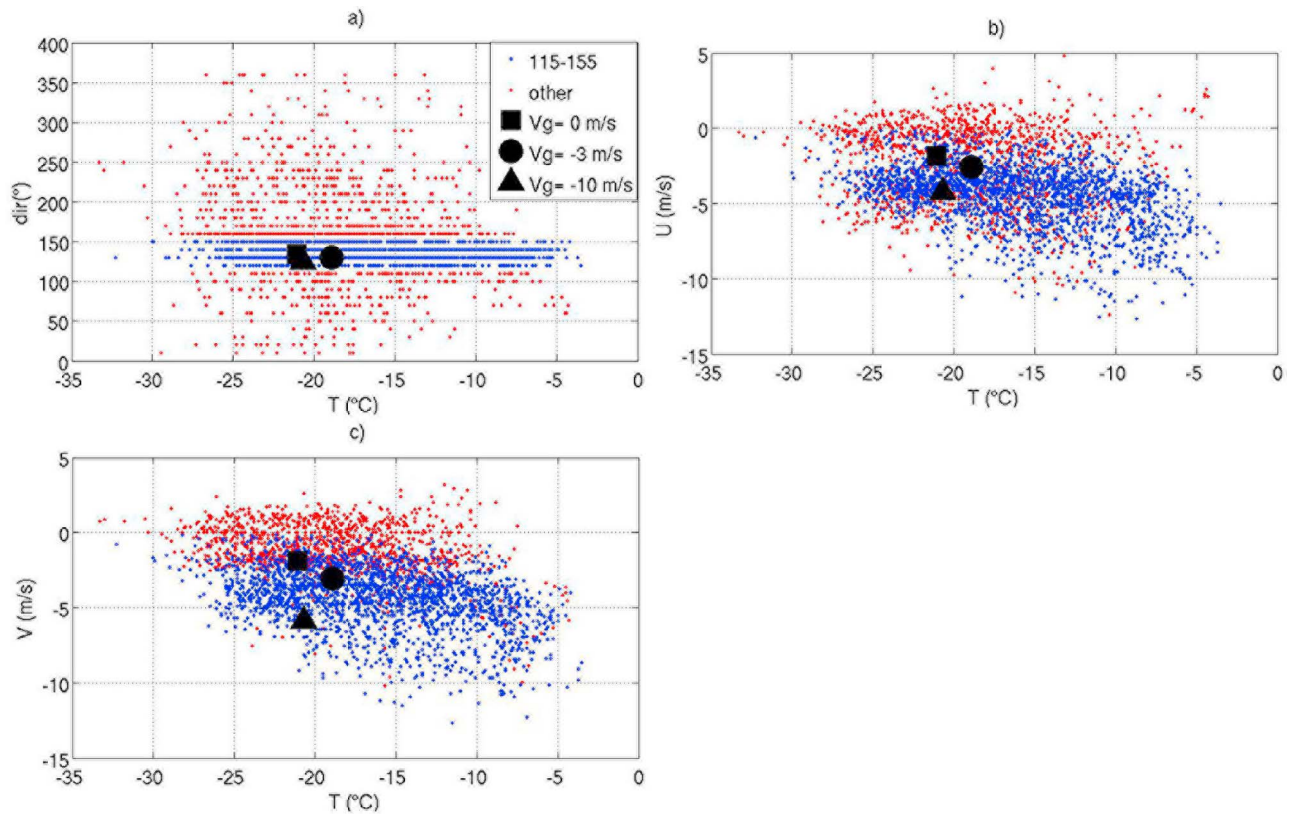 a)
400
350
300
250
200
150
100
50
0
dir(°)
-35 -30 -25 -20 -15 -10 -5 0
T (°C)
115-155
other
Vg= 0 m/s
Vg= -3 m/s
Vg= -10 m/s
b)
5
0
-5
-10
-15
U (m/s)
-35 -30 -25 -20 -15 -10 -5 0
T (°C)
c)
5
0
-5
-10
-15
V (m/s)
-35 -30 -25 -20 -15 -10 -5 0
T (°C)